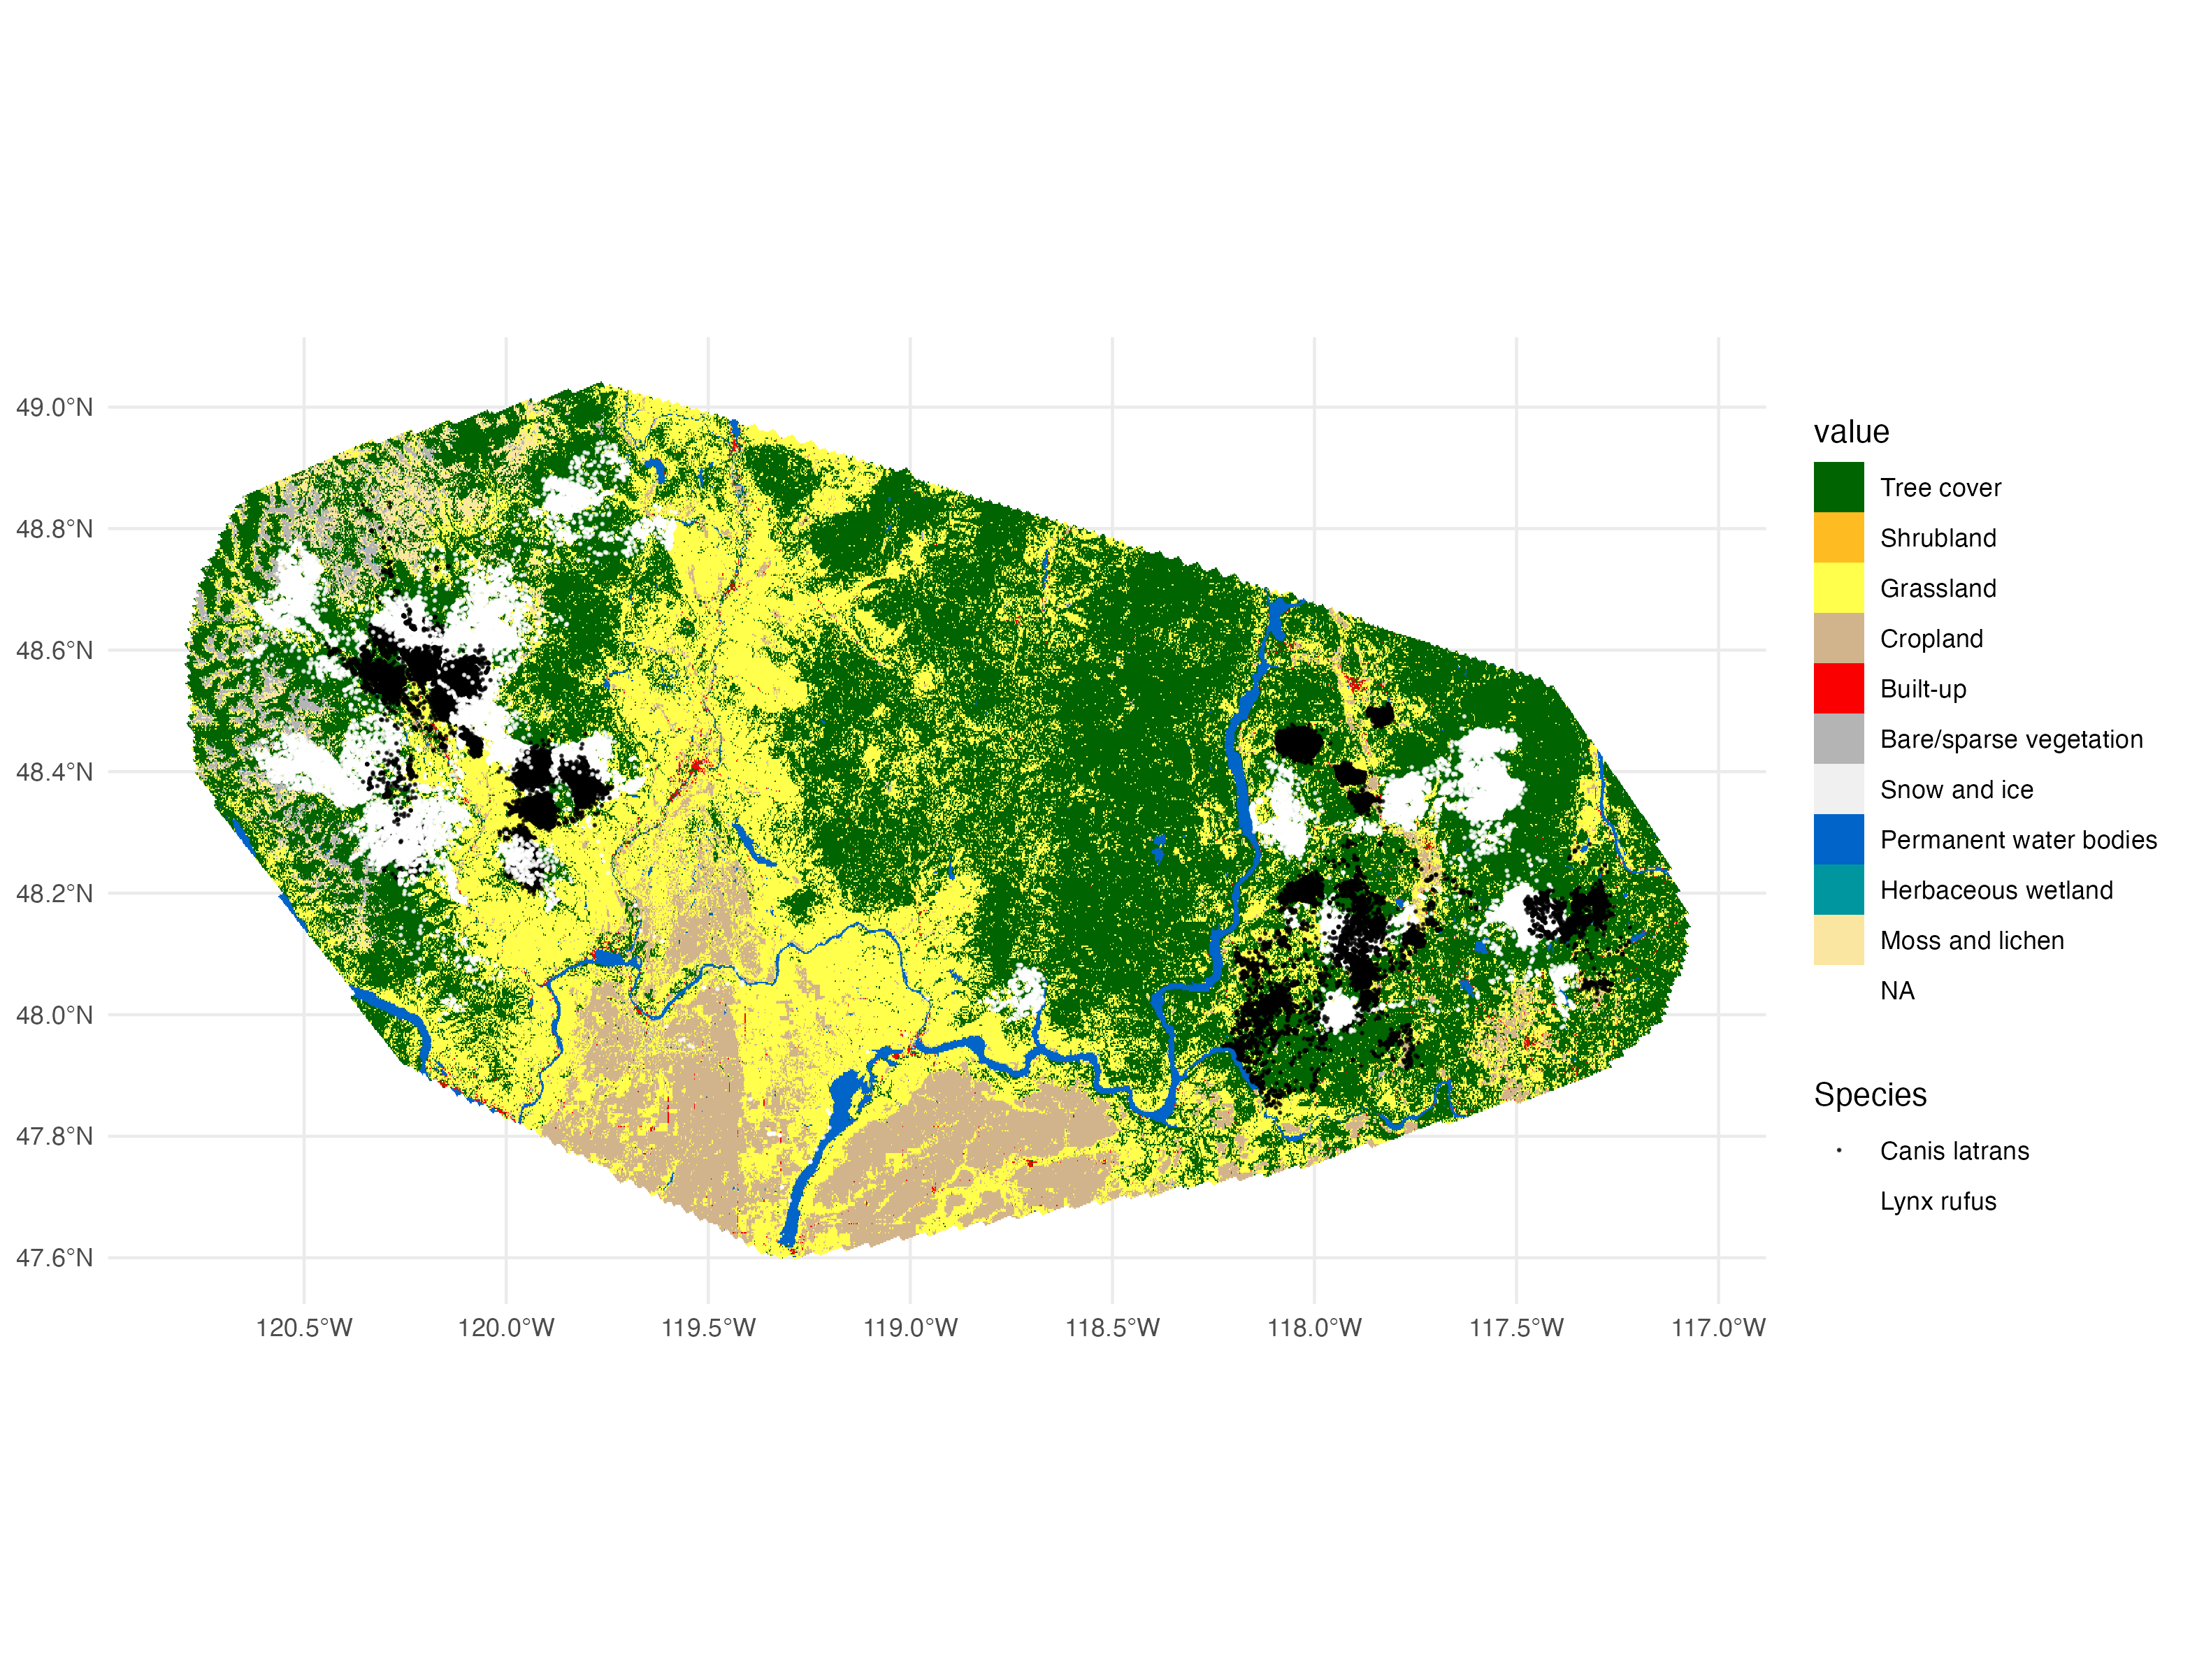 49.0°N
48.8°N
48.6°N
48.4°N
48.2°N
48.0°N
47.8°N
47.6°N
120.5°W 120.0°W 119.5°W 119.0°W 118.5°W 118.0°W 117.5°W 117.0°W
value
Tree cover
Shrubland
Grassland
Cropland
Built-up
Bare/sparse vegetation
Snow and ice
Permanent water bodies
Herbaceous wetland
Moss and lichen
NA
Species
Canis latrans
Lynx rufus